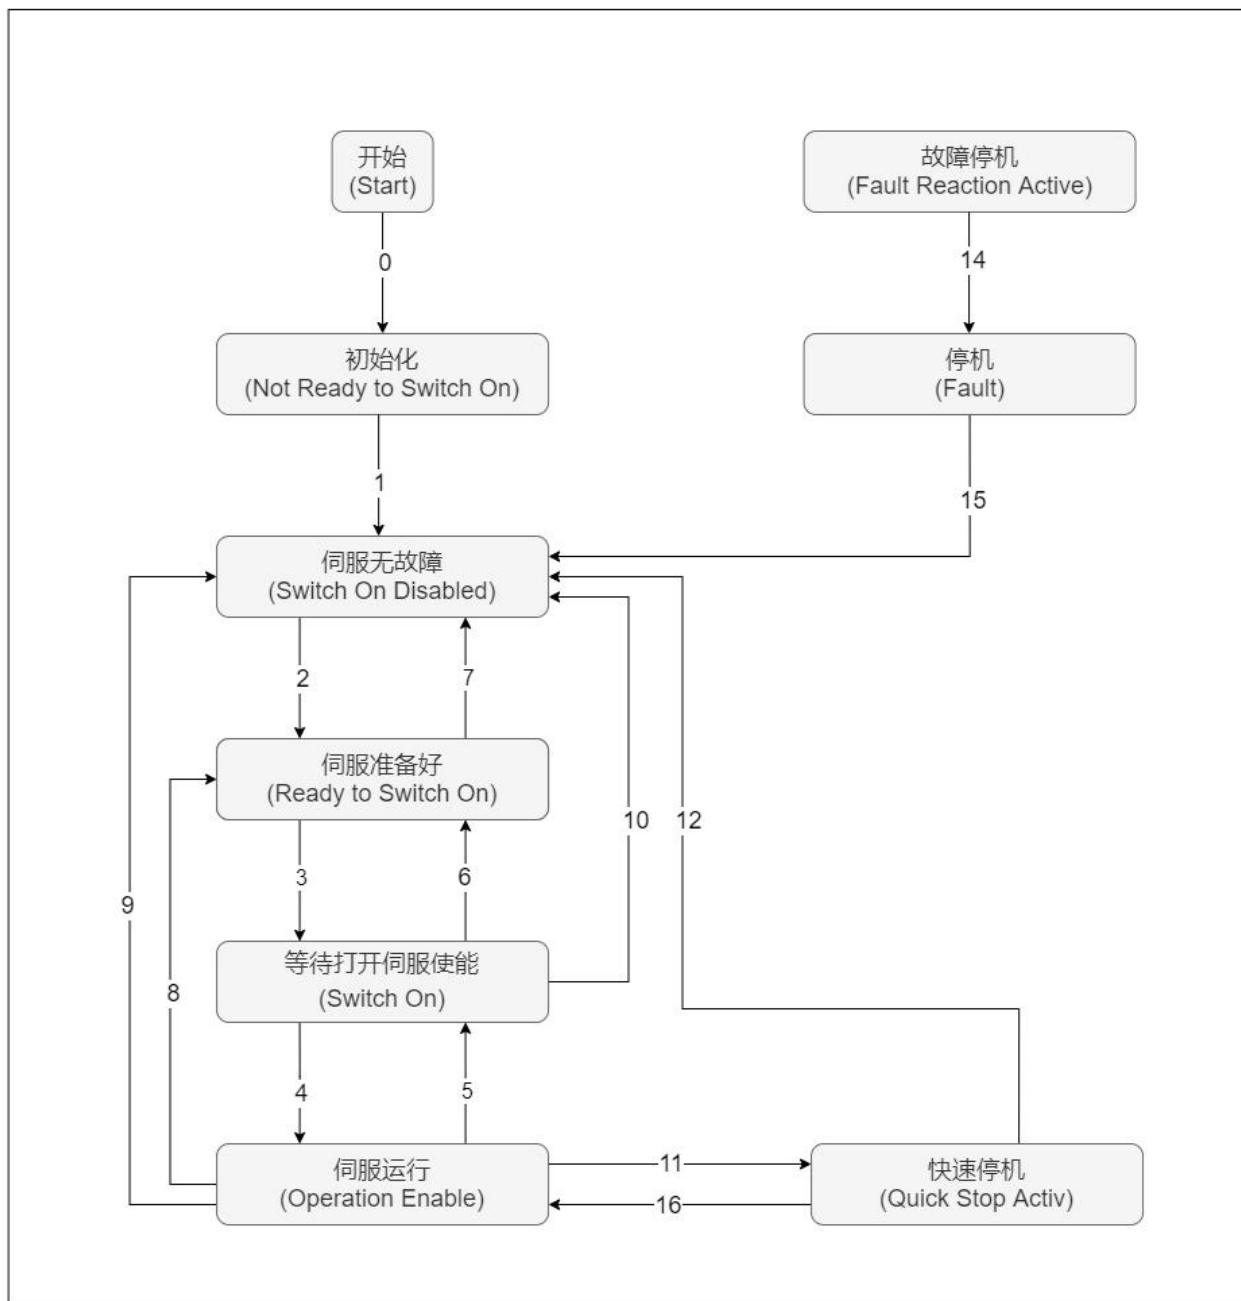 开始
(Start)
故障停机
(Fault Reaction Active)
0
14
初始化
(Not Ready to Switch On)
停机
(Fault)
1
15
伺服无故障
(Switch On Disabled)
2
7
伺服准备好
(Ready to Switch On)
10
12
3
6
9
等待打开伺服使能
(Switch On)
8
4
5
伺服运行
(Operation Enable)
11
16
快速停机
(Quick Stop Activ)